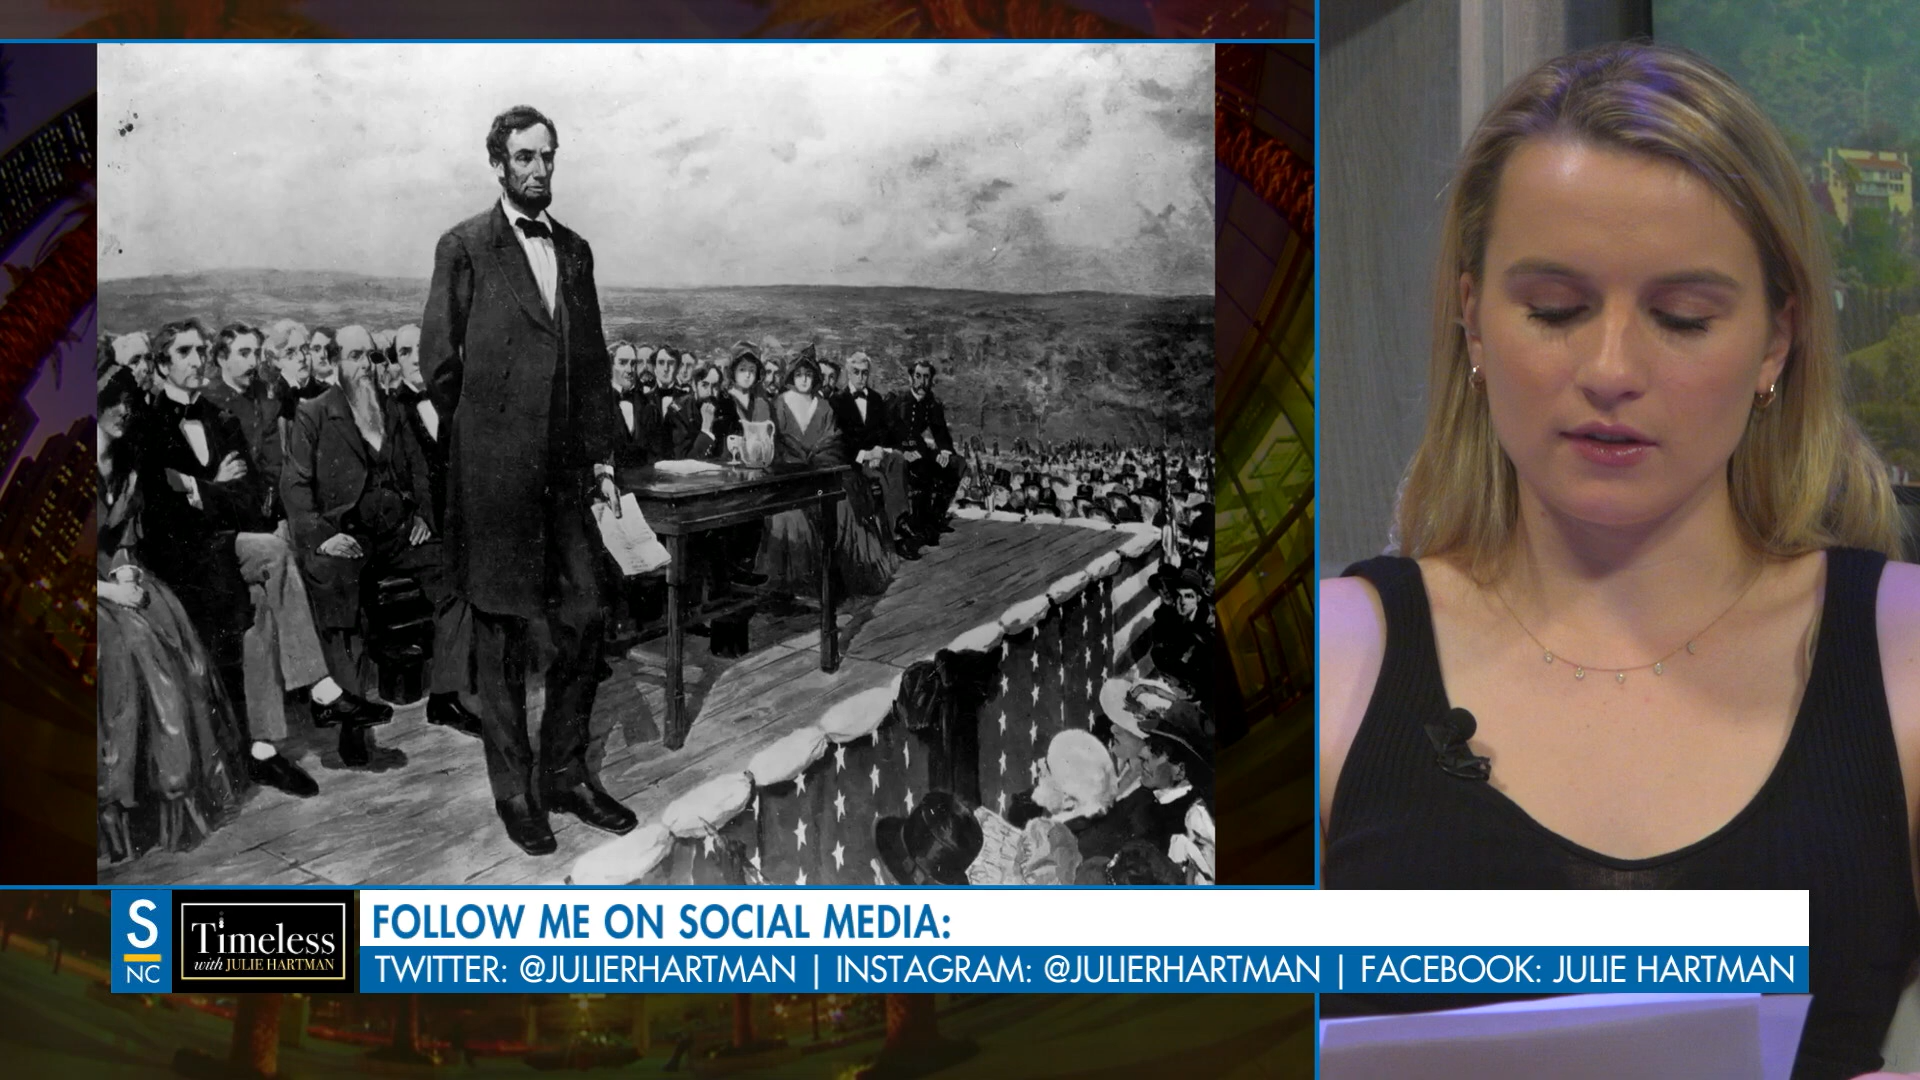 S
NC
Timeless
with JULIE HARTMAN
FOLLOW ME ON SOCIAL MEDIA:
TWITTER: @JULIERHARTMAN | INSTAGRAM: @JULIERHARTMAN | FACEBOOK: JULIE HARTMAN